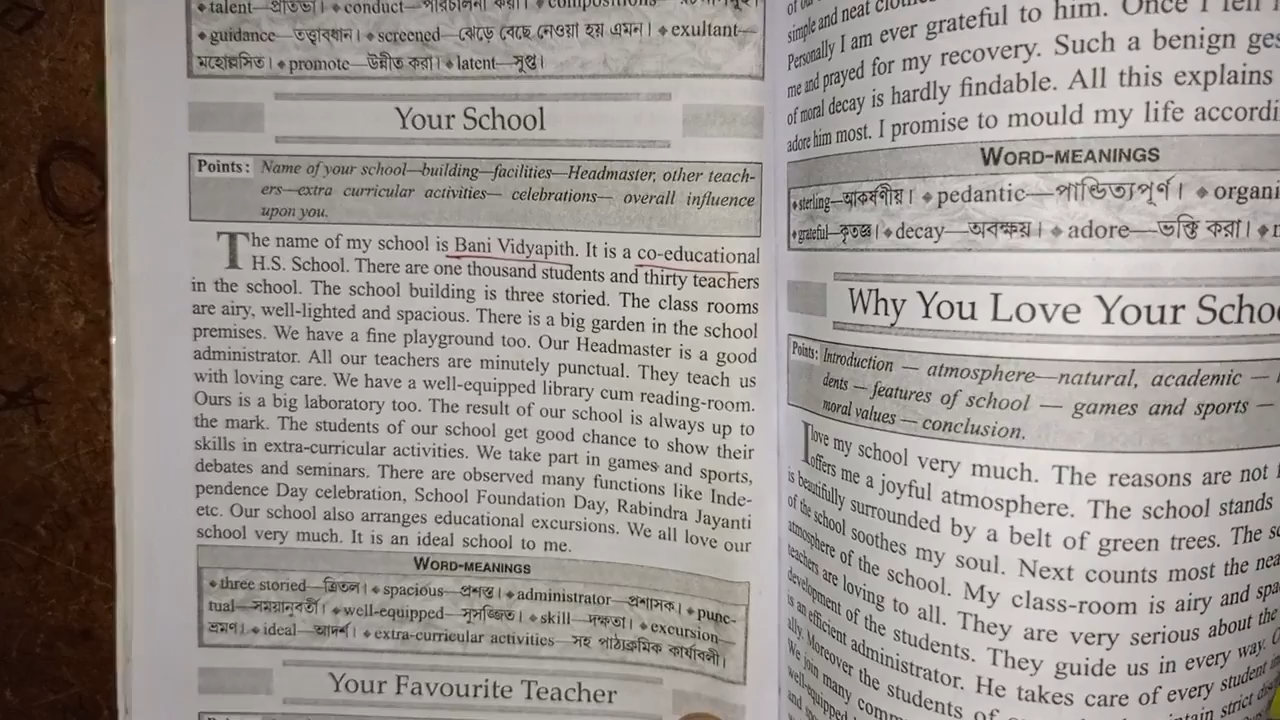 • talent—প্রতিভা। • conduct—পরিচালনা করা। • compositions—
• guidance—তত্ত্বাবধান। • screened—ঝেড়ে বেছে নেওয়া হয় এমন। • exultant—
মহোল্লসিত। • promote—উন্নীত করা। • latent—সুপ্ত।
Your School
Points: Name of your school—building—facilities—Headmaster, other teach-
ers—extra curricular activities— celebrations— overall influence
upon you.
The name of my school is Bani Vidyapith. It is a co-educational
H.S. School. There are one thousand students and thirty teachers
in the school. The school building is three storied. The class rooms
are airy, well-lighted and spacious. There is a big garden in the school
premises. We have a fine playground too. Our Headmaster is a good
administrator. All our teachers are minutely punctual. They teach us
with loving care. We have a well-equipped library cum reading-room.
Ours is a big laboratory too. The result of our school is always up to
the mark. The students of our school get good chance to show their
skills in extra-curricular activities. We take part in games and sports,
debates and seminars. There are observed many functions like Inde-
pendence Day celebration, School Foundation Day, Rabindra Jayanti
etc. Our school also arranges educational excursions. We all love our
school very much. It is an ideal school to me.
WORD-MEANINGS
• three storied—ত্রিতল। • spacious—প্রশস্ত। • administrator—প্রশাসক। • punc-
tual—সময়ানুবর্তী। • well-equipped—সুসজ্জিত। • skill—দক্ষতা। • excursion—
ভ্রমণ। • ideal—আদর্শ। • extra-curricular activities—সহ পাঠ্যক্রমিক কার্যাবলী।
Your Favourite Teacher
simple and neat
Personally I am ever grateful to him. Once I fell
me and prayed for my recovery. Such a benign
of moral decay is hardly findable. All this explains
adore him most. I promise to mould my life
WORD-MEANINGS
• sterling—আকর্ষণীয়। • pedantic—পান্ডিত্যপূর্ণ। •
• grateful—কৃতজ্ঞ। • decay—অবক্ষয়। • adore—ভক্তি করা। •
Why You Love Your
Points: Introduction — atmosphere—natural, academic —
dents — features of school — games and sports —
moral values — conclusion.
I love my school very much. The reasons are not
offers me a joyful atmosphere. The school stands
is beautifully surrounded by a belt of green trees. The
of the school soothes my soul. Next counts most the
atmosphere of the school. My class-room is airy and
teachers are loving to all. They are very serious about the
development of the students. They guide us in every way.
is an efficient administrator. He takes care of every student
ally. Moreover the students of
We join many
well-equipped